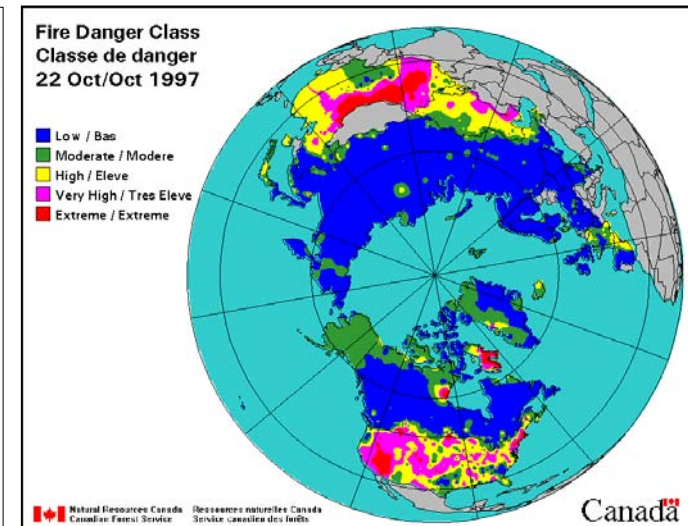 Fire Danger Class
Classe de danger
22 Oct/Oct 1997
Low / Bas
Moderate / Modere
High / Eleve
Very High / Tres Eleve
Extreme / Extreme
Natural Resources Canada Ressources naturelles Canada
Canadian Forest Service Service canadien des forêts
Canada